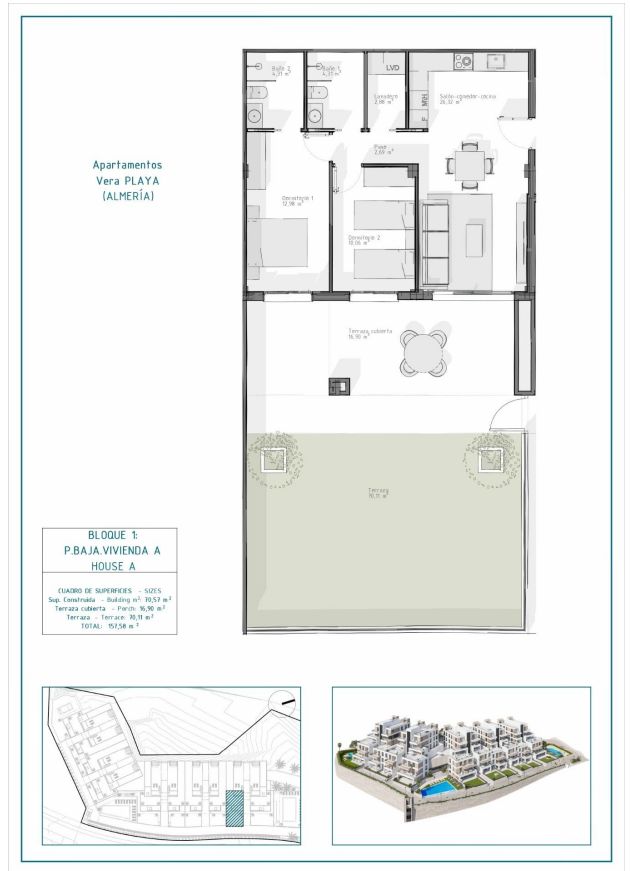 Apartamentos
Vera PLAYA
(ALMERÍA)
Baño 2
4,31 m²
Baño 1
4,31 m²
LVD
Lavadero
2,88 m²
F MH
Salón-comedor-cocina
26,32 m²
Pasil
2,69 m²
Dormitorio 1
12,98 m²
Dormitorio 2
10,06 m²
Terraza cubierta
16,90 m²
Terraza
70,11 m²
BLOQUE 1:
P.BAJA.VIVIENDA A
HOUSE A
CUADRO DE SUPERFICIES - SIZES
Sup. Construida - Building m²: 70,57 m²
Terraza cubierta - Porch: 16,90 m²
Terraza - Terrace: 70,11 m²
TOTAL: 157,58 m²